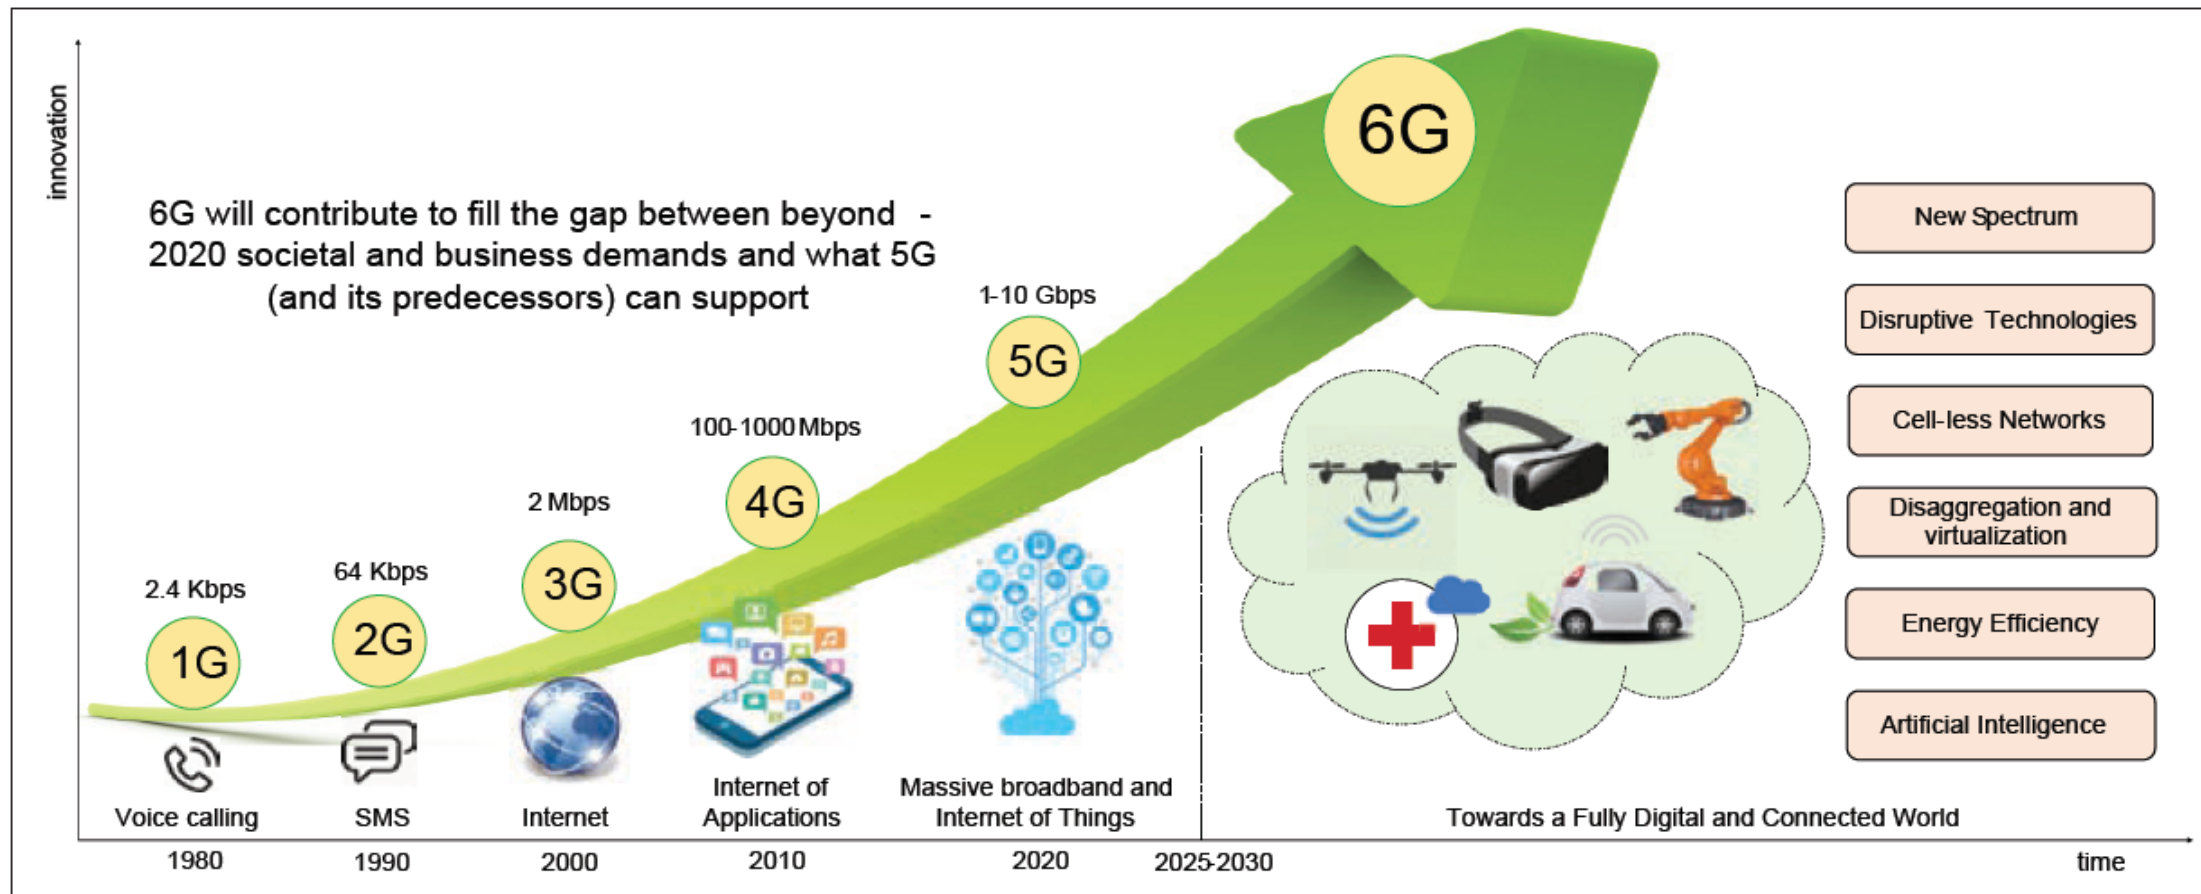 innovation
6G will contribute to fill the gap between beyond -
2020 societal and business demands and what 5G
(and its predecessors) can support
2.4 Kbps
1G
64 Kbps
2G
2 Mbps
3G
100-1000 Mbps
4G
1-10 Gbps
5G
6G
New Spectrum
Disruptive Technologies
Cell-less Networks
Disaggregation and
virtualization
Energy Efficiency
Artificial Intelligence
Voice calling
SMS
Internet
Internet of
Applications
Massive broadband and
Internet of Things
Towards a Fully Digital and Connected World
1980
1990
2000
2010
2020
2025-2030
time